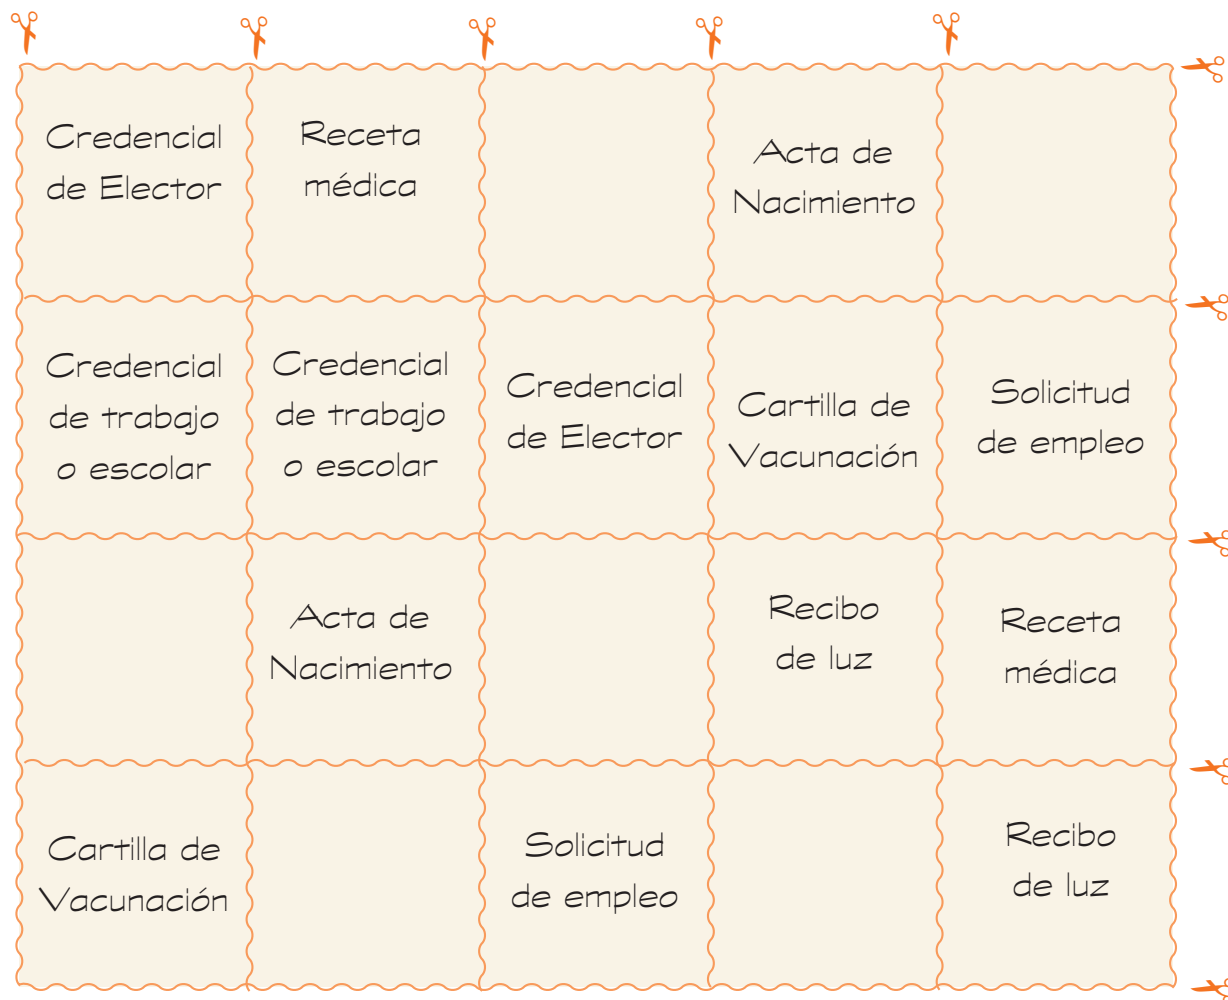 Credencial
de Elector
Receta
médica
Acta de
Nacimiento
Credencial
de trabajo
o escolar
Credencial
de trabajo
o escolar
Credencial
de Elector
Cartilla de
Vacunación
Solicitud
de empleo
Acta de
Nacimiento
Recibo
de luz
Receta
médica
Cartilla de
Vacunación
Solicitud
de empleo
Recibo
de luz